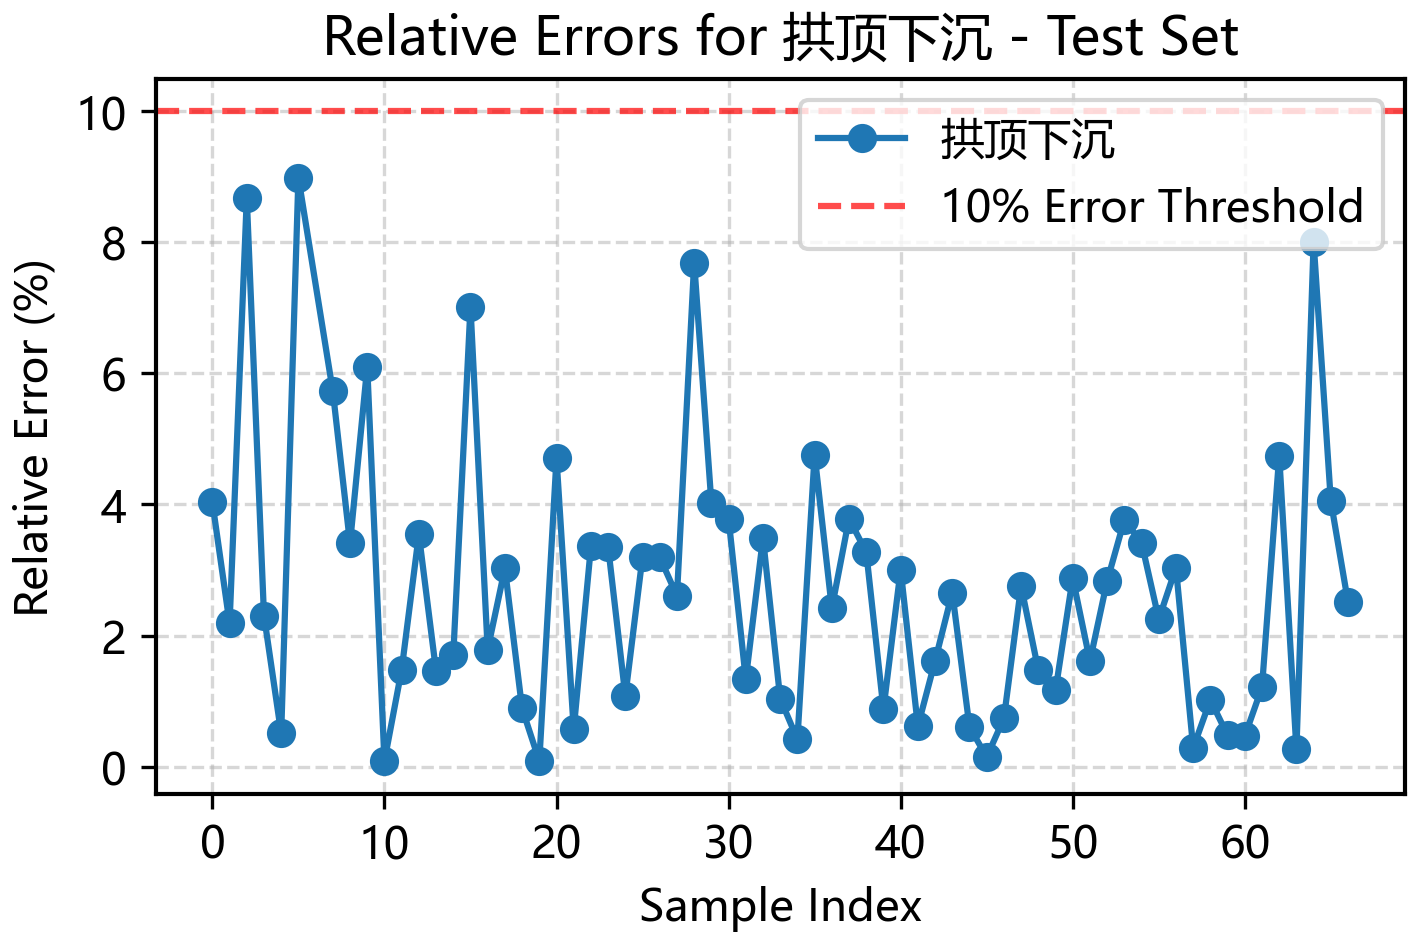 Relative Errors for 拱顶下沉 - Test Set
拱顶下沉
10% Error Threshold
Relative Error (%)
10
8
6
4
2
0
0 10 20 30 40 50 60
Sample Index